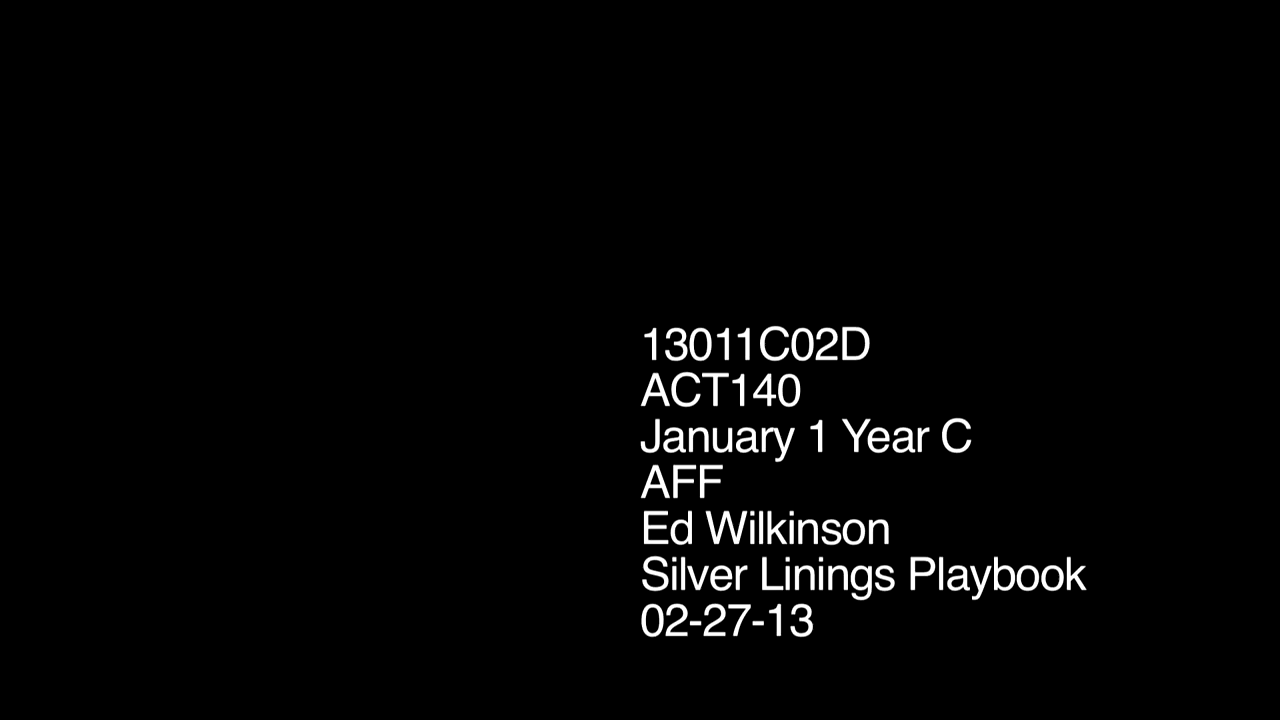 13011C02D
ACT140
January 1 Year C
AFF
Ed Wilkinson
Silver Linings Playbook
02-27-13